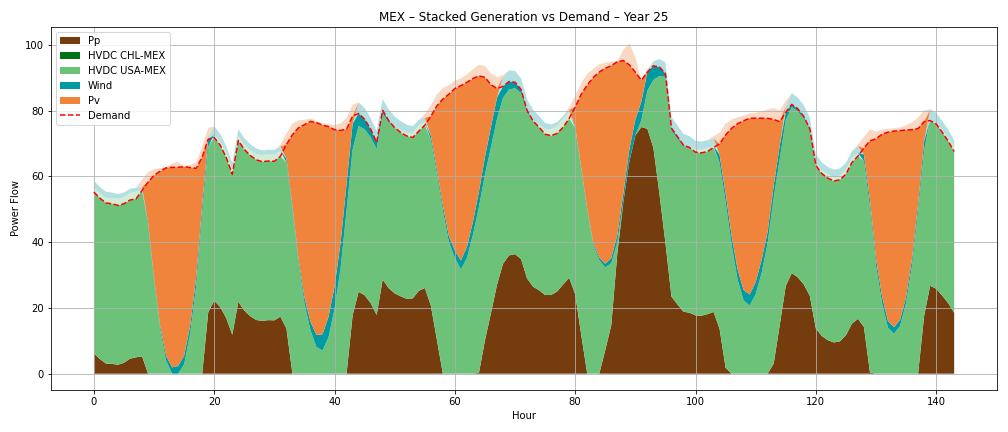 MEX – Stacked Generation vs Demand – Year 25
Pp
HVDC CHL-MEX
HVDC USA-MEX
Wind
Pv
Demand
Power Flow
100
80
60
40
20
0
0 20 40 60 80 100 120 140
Hour